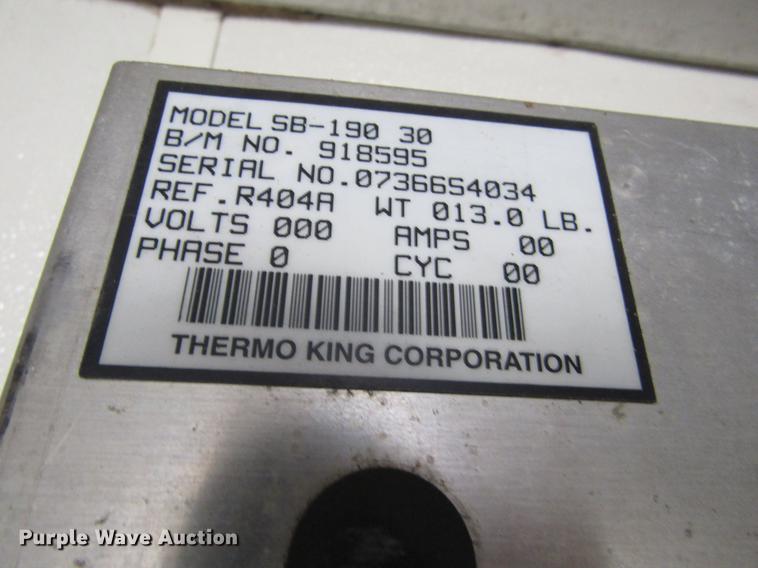 MODEL SB-190 30
B/M NO. 918595
SERIAL NO.0736654034
REF.R404A WT 013.0 LB.
VOLTS 000 AMPS 00
PHASE 0 CYC 00
THERMO KING CORPORATION
Purple Wave Auction